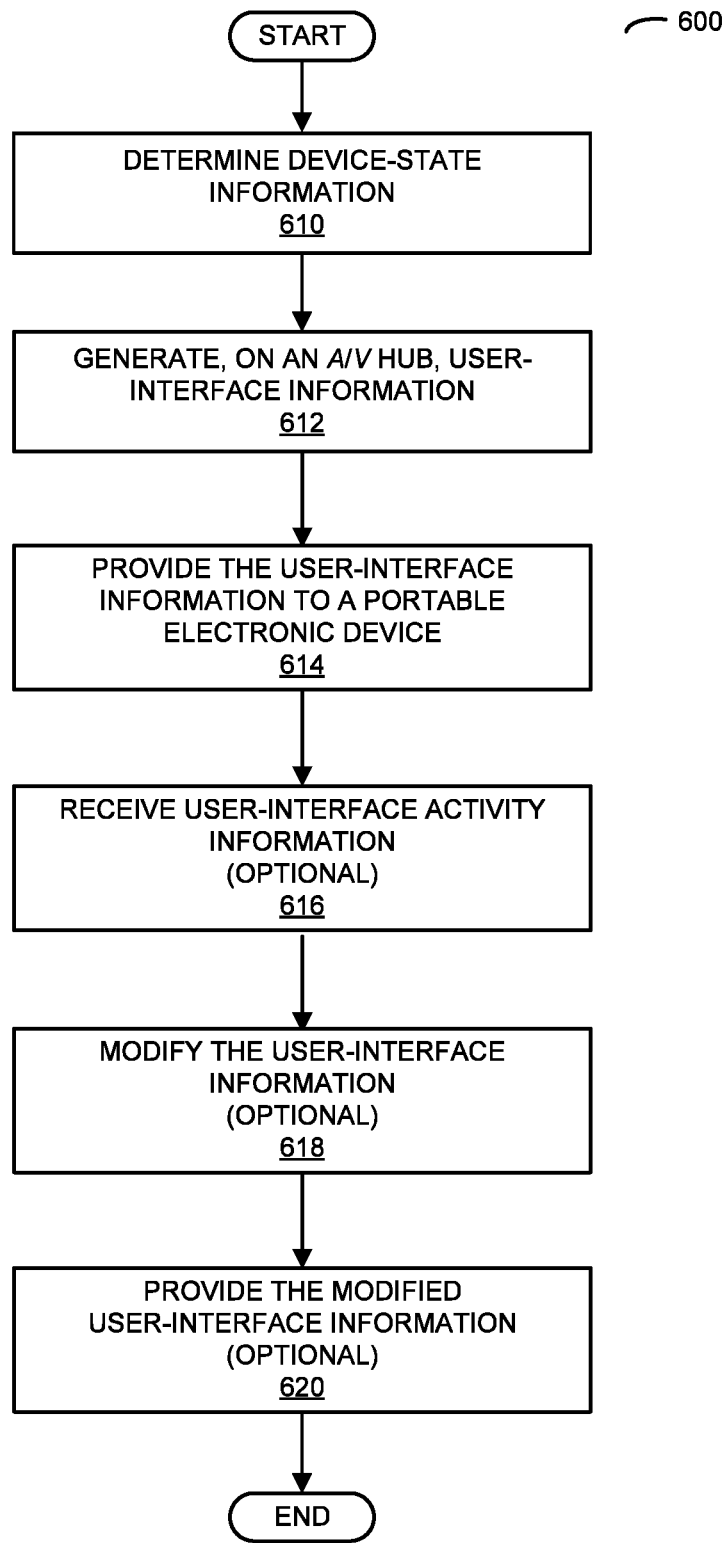 START
600
DETERMINE DEVICE-STATE
INFORMATION
610
GENERATE, ON AN A/V HUB, USER-
INTERFACE INFORMATION
612
PROVIDE THE USER-INTERFACE
INFORMATION TO A PORTABLE
ELECTRONIC DEVICE
614
RECEIVE USER-INTERFACE ACTIVITY
INFORMATION
(OPTIONAL)
616
MODIFY THE USER-INTERFACE
INFORMATION
(OPTIONAL)
618
PROVIDE THE MODIFIED
USER-INTERFACE INFORMATION
(OPTIONAL)
620
END